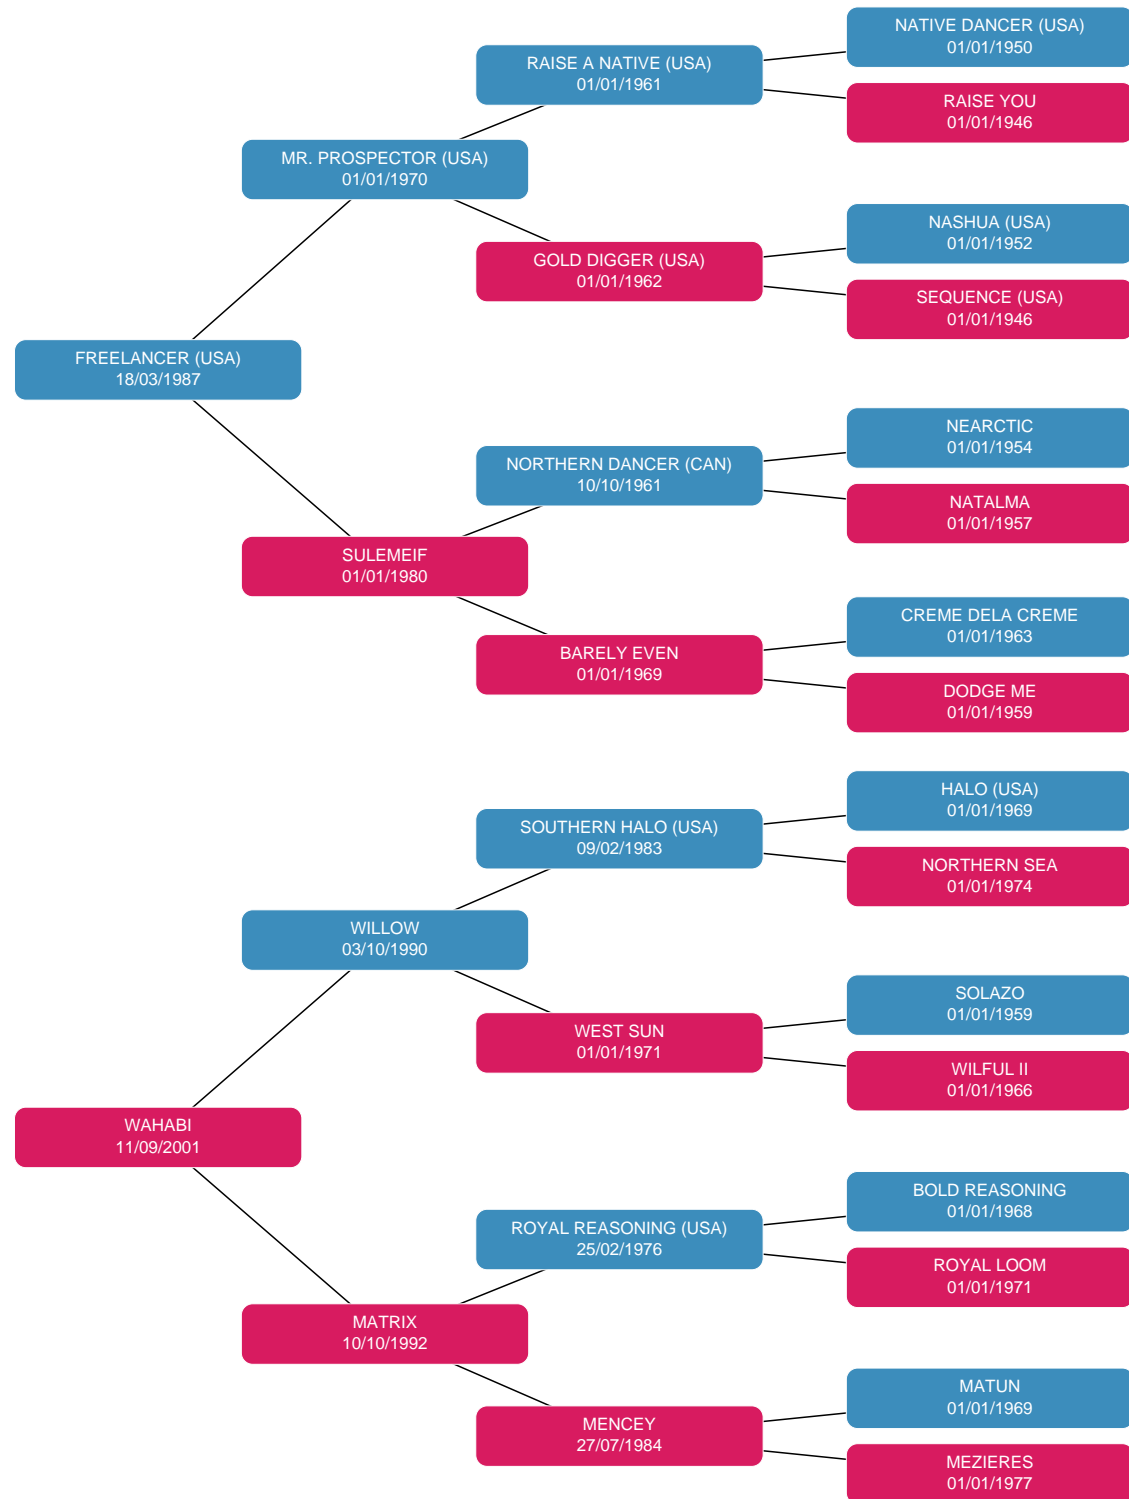 NATIVE DANCER (USA)
01/01/1950
RAISE A NATIVE (USA)
01/01/1961
RAISE YOU
01/01/1946
MR. PROSPECTOR (USA)
01/01/1970
NASHUA (USA)
01/01/1952
GOLD DIGGER (USA)
01/01/1962
SEQUENCE (USA)
01/01/1946
FREELANCER (USA)
18/03/1987
NEARCTIC
01/01/1954
NORTHERN DANCER (CAN)
10/10/1961
NATALMA
01/01/1957
SULEMEIF
01/01/1980
CREME DELA CREME
01/01/1963
BARELY EVEN
01/01/1969
DODGE ME
01/01/1959
HALO (USA)
01/01/1969
SOUTHERN HALO (USA)
09/02/1983
NORTHERN SEA
01/01/1974
WILLOW
03/10/1990
SOLAZO
01/01/1959
WEST SUN
01/01/1971
WILFUL II
01/01/1966
WAHABI
11/09/2001
BOLD REASONING
01/01/1968
ROYAL REASONING (USA)
25/02/1976
ROYAL LOOM
01/01/1971
MATRIX
10/10/1992
MATUN
01/01/1969
MENCEY
27/07/1984
MEZIERES
01/01/1977